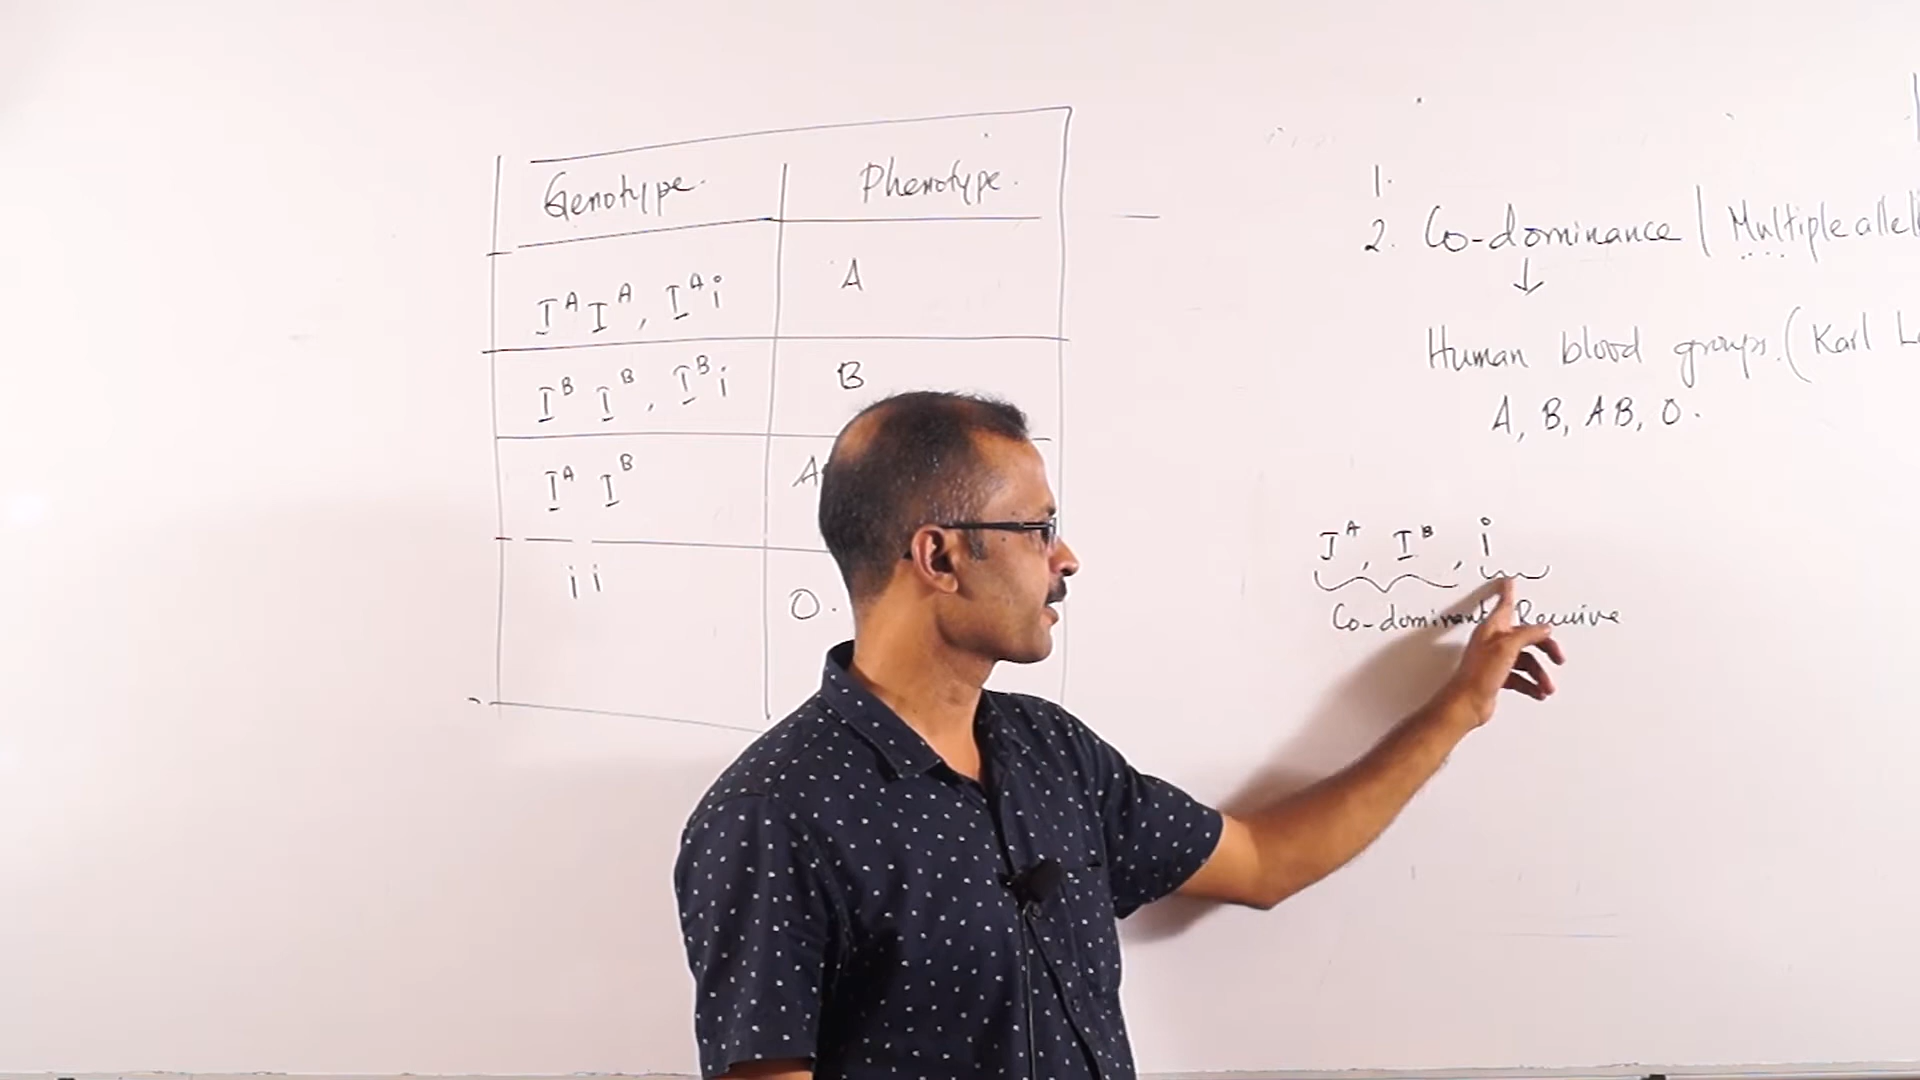 Genotype. Phenotype.
Iᴬ Iᴬ, Iᴬ i A
Iᴮ Iᴮ, Iᴮ i B
Iᴬ Iᴮ A
i i O.
1.
2. Co-dominance | Multiple allel
↓
Human blood groups. (Karl
A, B, AB, O.
Iᴬ, Iᴮ, i
Co-dominant Recessive